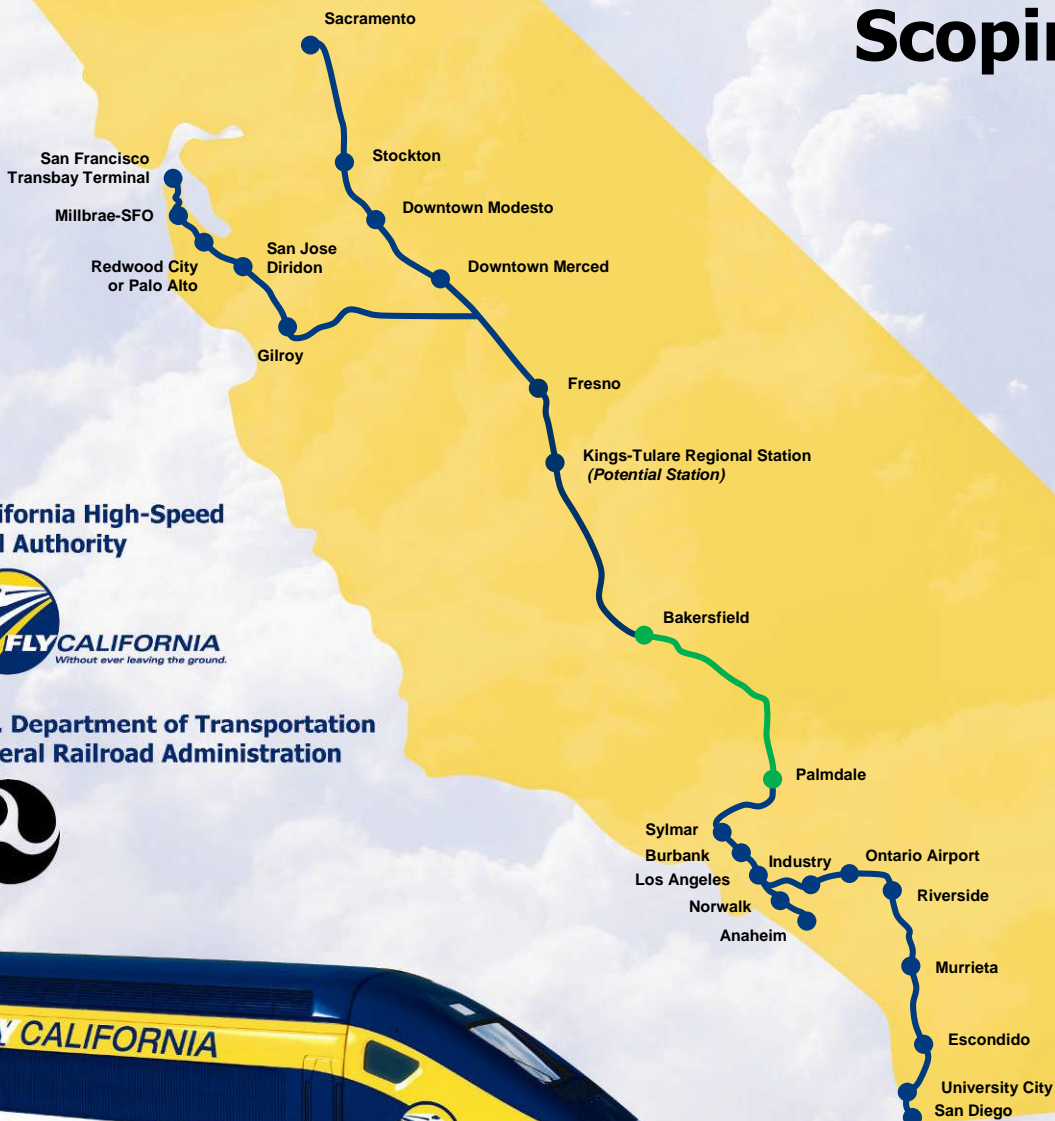 Scopin
Sacramento
Stockton
San Francisco
Transbay Terminal
Downtown Modesto
Millbrae-SFO
San Jose
Diridon
Redwood City
or Palo Alto
Downtown Merced
Gilroy
Fresno
Kings-Tulare Regional Station
(Potential Station)
ifornia High-Speed
l Authority
FLYCALIFORNIA
Without ever leaving the ground.
Bakersfield
. Department of Transportation
eral Railroad Administration
Palmdale
Sylmar
Burbank
Industry
Ontario Airport
Los Angeles
Riverside
Norwalk
Anaheim
Murrieta
Y CALIFORNIA
Escondido
University City
San Diego